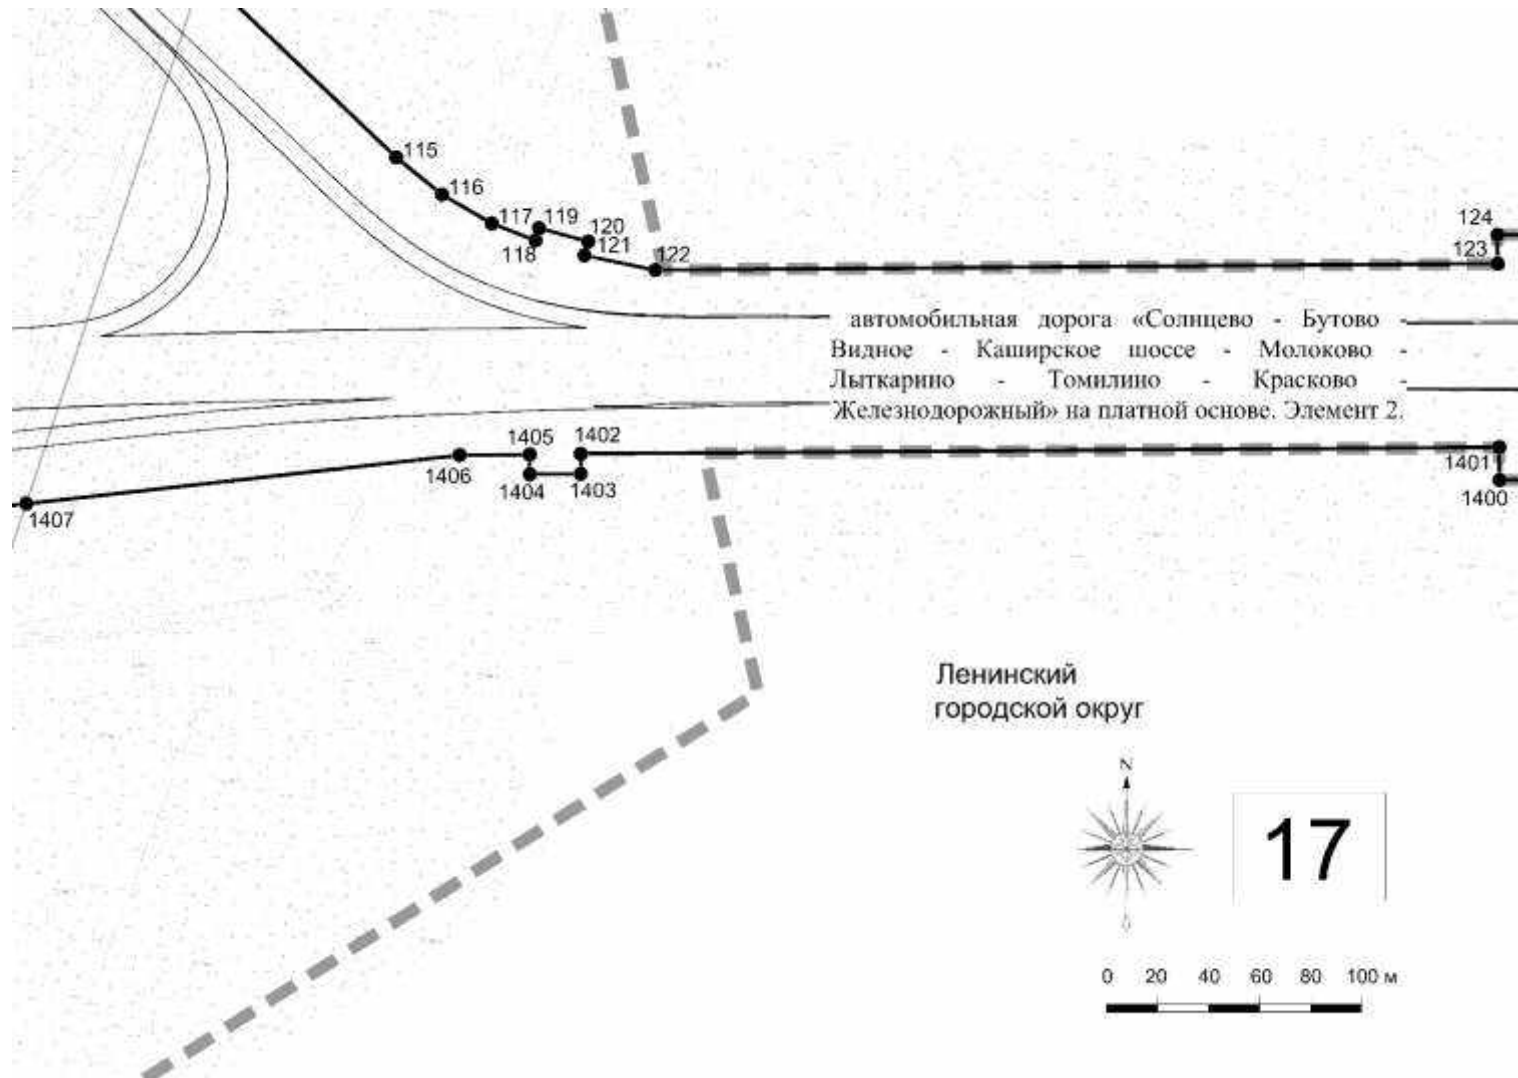 115
116
117
119
118
120
121
122
124
123
автомобильная дорога «Солнцево - Бутово -
Видное - Каширское шоссе - Молоково -
Лыткарино - Томилино - Красково -
Железнодорожный» на платной основе. Элемент 2.
1405
1402
1406
1404
1403
1401
1400
1407
Ленинский
городской округ
N
17
0 20 40 60 80 100 м